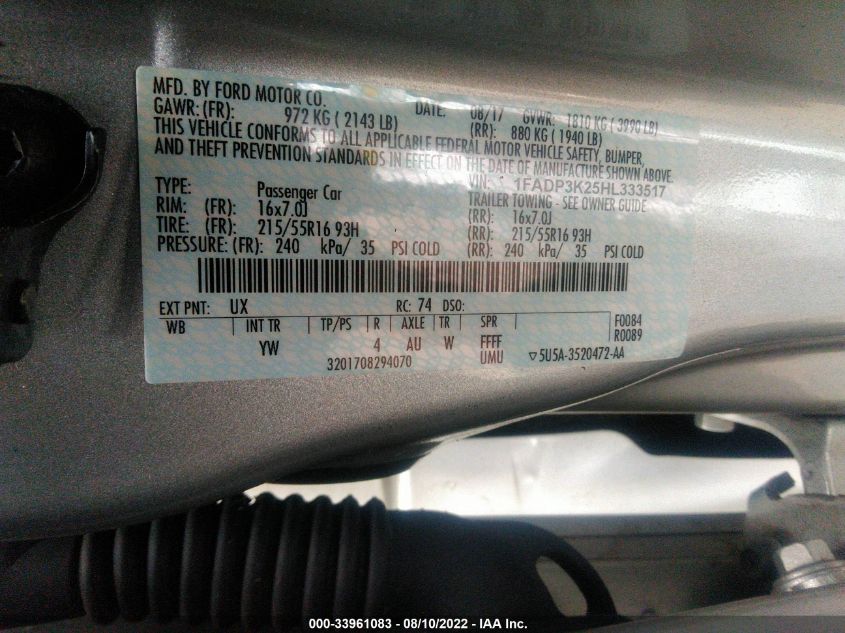 MFD. BY FORD MOTOR CO.
DATE: 08/17 GVWR: 1810 KG ( 3990 LB)
GAWR: (FR): 972 KG ( 2143 LB) (RR): 880 KG ( 1940 LB)
THIS VEHICLE CONFORMS TO ALL APPLICABLE FEDERAL MOTOR VEHICLE SAFETY, BUMPER,
AND THEFT PREVENTION STANDARDS IN EFFECT ON THE DATE OF MANUFACTURE SHOWN ABOVE.
VIN: 1FADP3K25HL333517
TYPE: Passenger Car TRAILER TOWING - SEE OWNER GUIDE
RIM: (FR): 16x7.0J (RR): 16x7.0J
TIRE: (FR): 215/55R16 93H (RR): 215/55R16 93H
PRESSURE: (FR): 240 kPa/ 35 PSI COLD (RR): 240 kPa/ 35 PSI COLD
EXT PNT: UX RC: 74 DSO:
WB INT TR TP/PS R AXLE TR SPR F0084
YW 4 AU W FFFF R0089
3201708294070 UMU ▽5U5A-3520472-AA
000-33961083 - 08/10/2022 - IAA Inc.